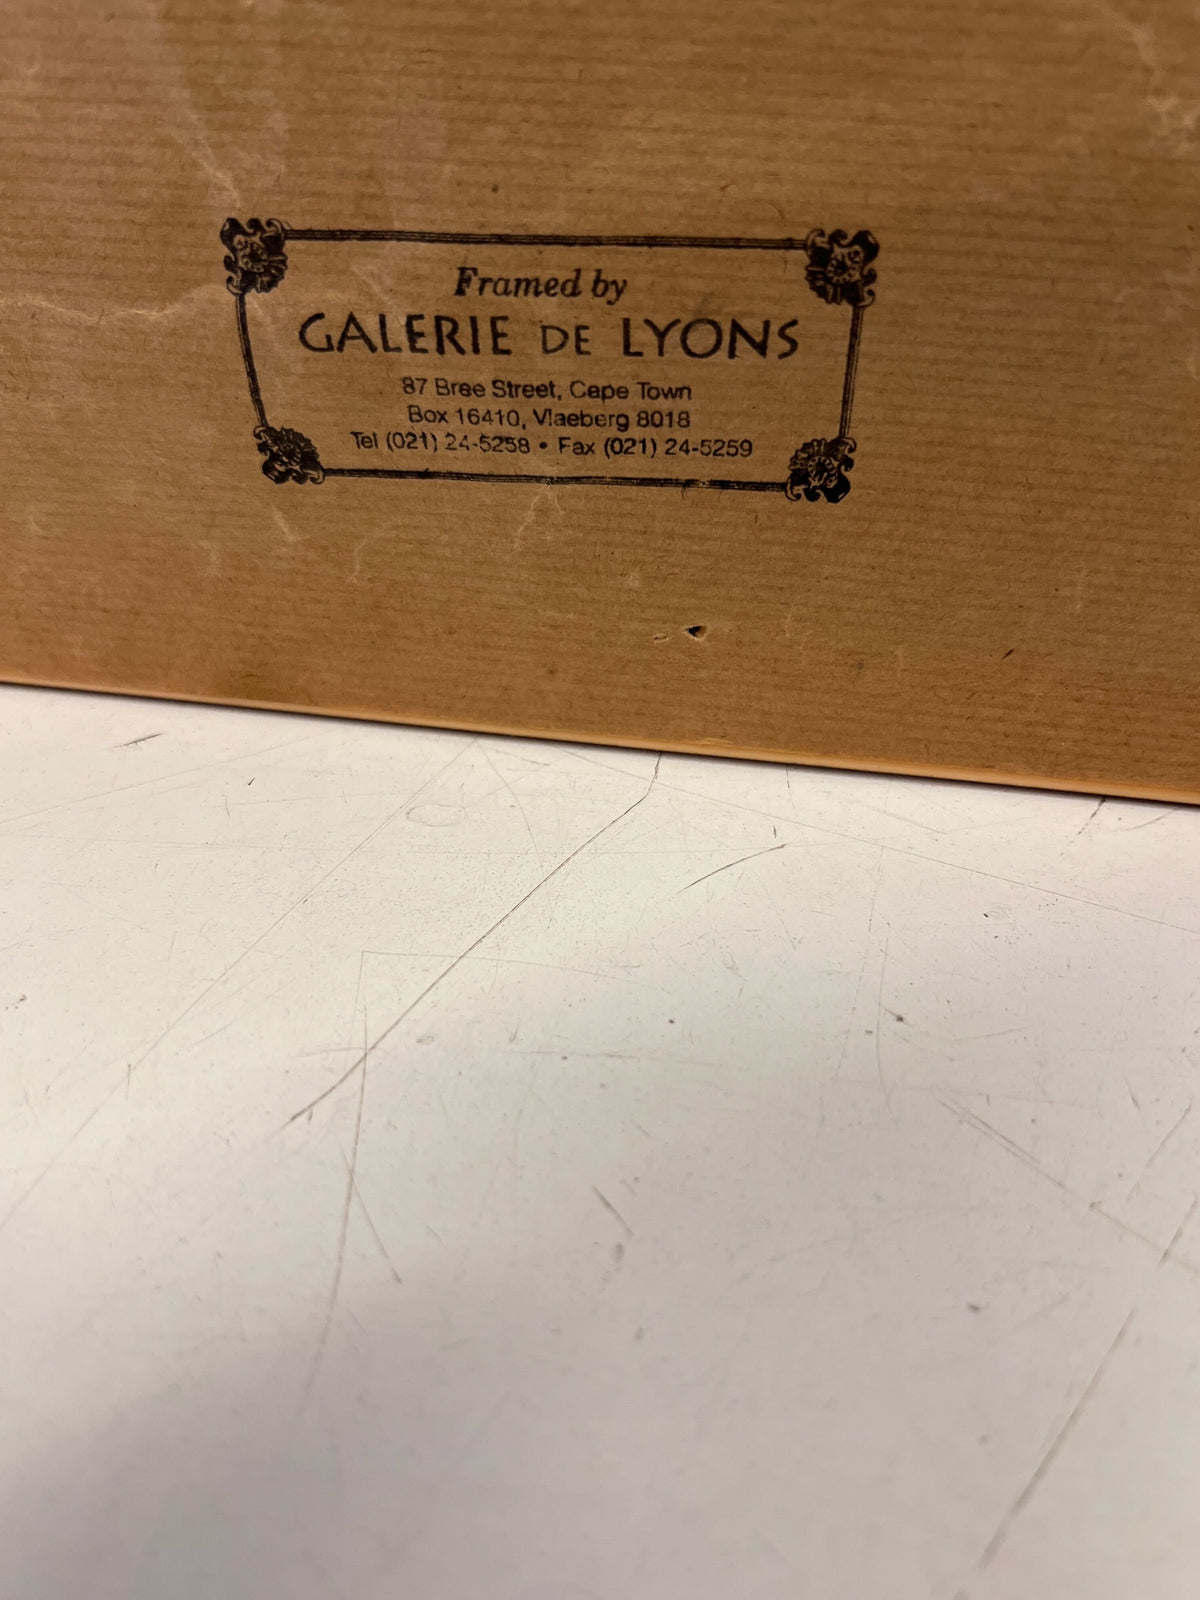 Framed by
GALERIE DE LYONS
87 Bree Street, Cape Town
Box 16410, Vlaeberg 8018
Tel (021) 24-5258 • Fax (021) 24-5259